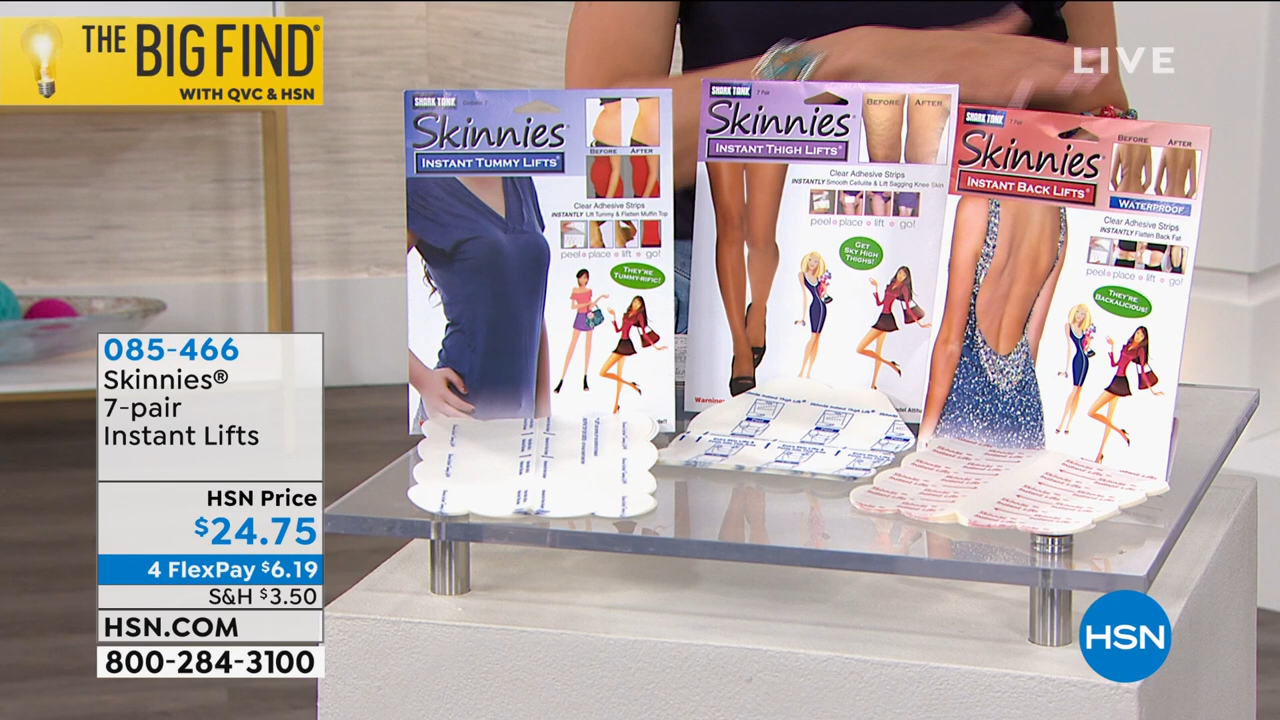 THE BIG FIND®
WITH QVC & HSN
LIVE
SHARK TANK
Skinnies®
INSTANT TUMMY LIFTS®
BEFORE AFTER
Clear Adhesive Strips
INSTANTLY Lift Tummy & Flatten Muffin Top
peel • place • lift • go!
THEY'RE
TUMMY-RIFIC!
SHARK TANK
7 Pair
Skinnies®
INSTANT THIGH LIFTS®
BEFORE AFTER
Clear Adhesive Strips
INSTANTLY Smooth Cellulite & Lift Sagging Knee Skin
peel • place • lift • go!
GET
SKY HIGH
THIGHS!
Warning
SHARK TANK
7 Pair
Skinnies®
INSTANT BACK LIFTS®
BEFORE AFTER
WATERPROOF
Clear Adhesive Strips
INSTANTLY Flatten Back Fat
peel • place • lift • go!
THEY'RE
BACKALICIOUS!
085-466
Skinnies®
7-pair
Instant Lifts
HSN Price
$24.75
4 FlexPay $6.19
S&H $3.50
HSN.COM
800-284-3100
HSN